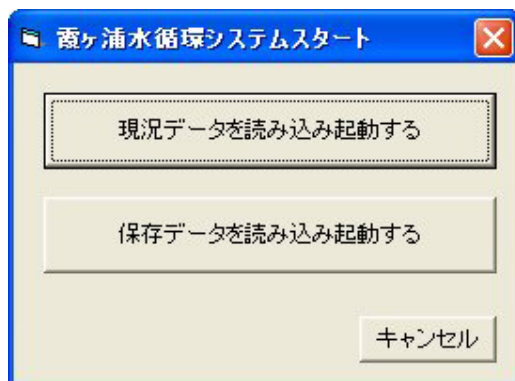 霞ヶ浦水循環システムスタート
現況データを読み込み起動する
保存データを読み込み起動する
キャンセル